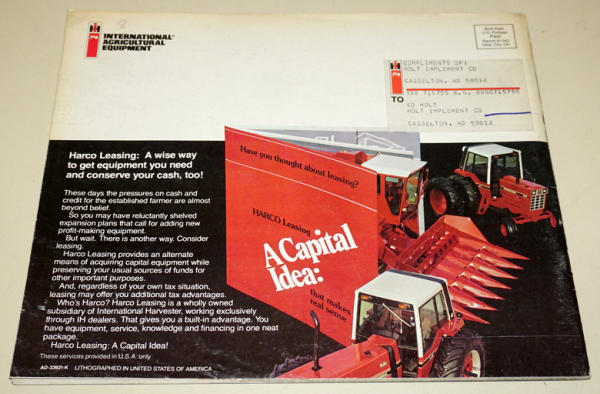 8
INTERNATIONAL®
AGRICULTURAL
EQUIPMENT
Bulk Rate
U.S. Postage
Paid
COMPLIMENTS OF:
HOLT IMPLEMENT CO
CASSELTON, ND 58012
TO
ED HOLT
HOLT IMPLEMENT CO
CASSELTON, ND 58012
Harco Leasing: A wise way
to get equipment you need
and conserve your cash, too!
These days the pressures on cash and
credit for the established farmer are almost
beyond belief.
So you may have reluctantly shelved
expansion plans that call for adding new
profit-making equipment.
But wait. There is another way. Consider
leasing.
Harco Leasing provides an alternate
means of acquiring capital equipment while
preserving your usual sources of funds for
other important purposes.
And, regardless of your own tax situation,
leasing may offer you additional tax advantages.
Who's Harco? Harco Leasing is a wholly owned
subsidiary of International Harvester, working exclusively
through IH dealers. That gives you a built-in advantage. You
have equipment, service, knowledge and financing in one neat
package.
Harco Leasing: A Capital Idea!
These services provided in U.S.A. only
AD-33921-K LITHOGRAPHED IN UNITED STATES OF AMERICA
Have you thought about leasing?
HARCO Leasing
A Capital
Idea:
that makes
real sense